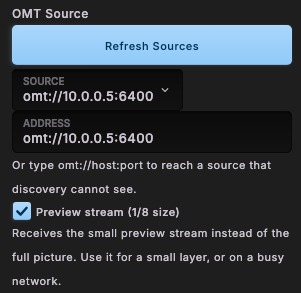 OMT Source
Refresh Sources
SOURCE
omt://10.0.0.5:6400
ADDRESS
omt://10.0.0.5:6400
Or type omt://host:port to reach a source that
discovery cannot see.
Preview stream (1/8 size)
Receives the small preview stream instead of the
full picture. Use it for a small layer, or on a busy
network.